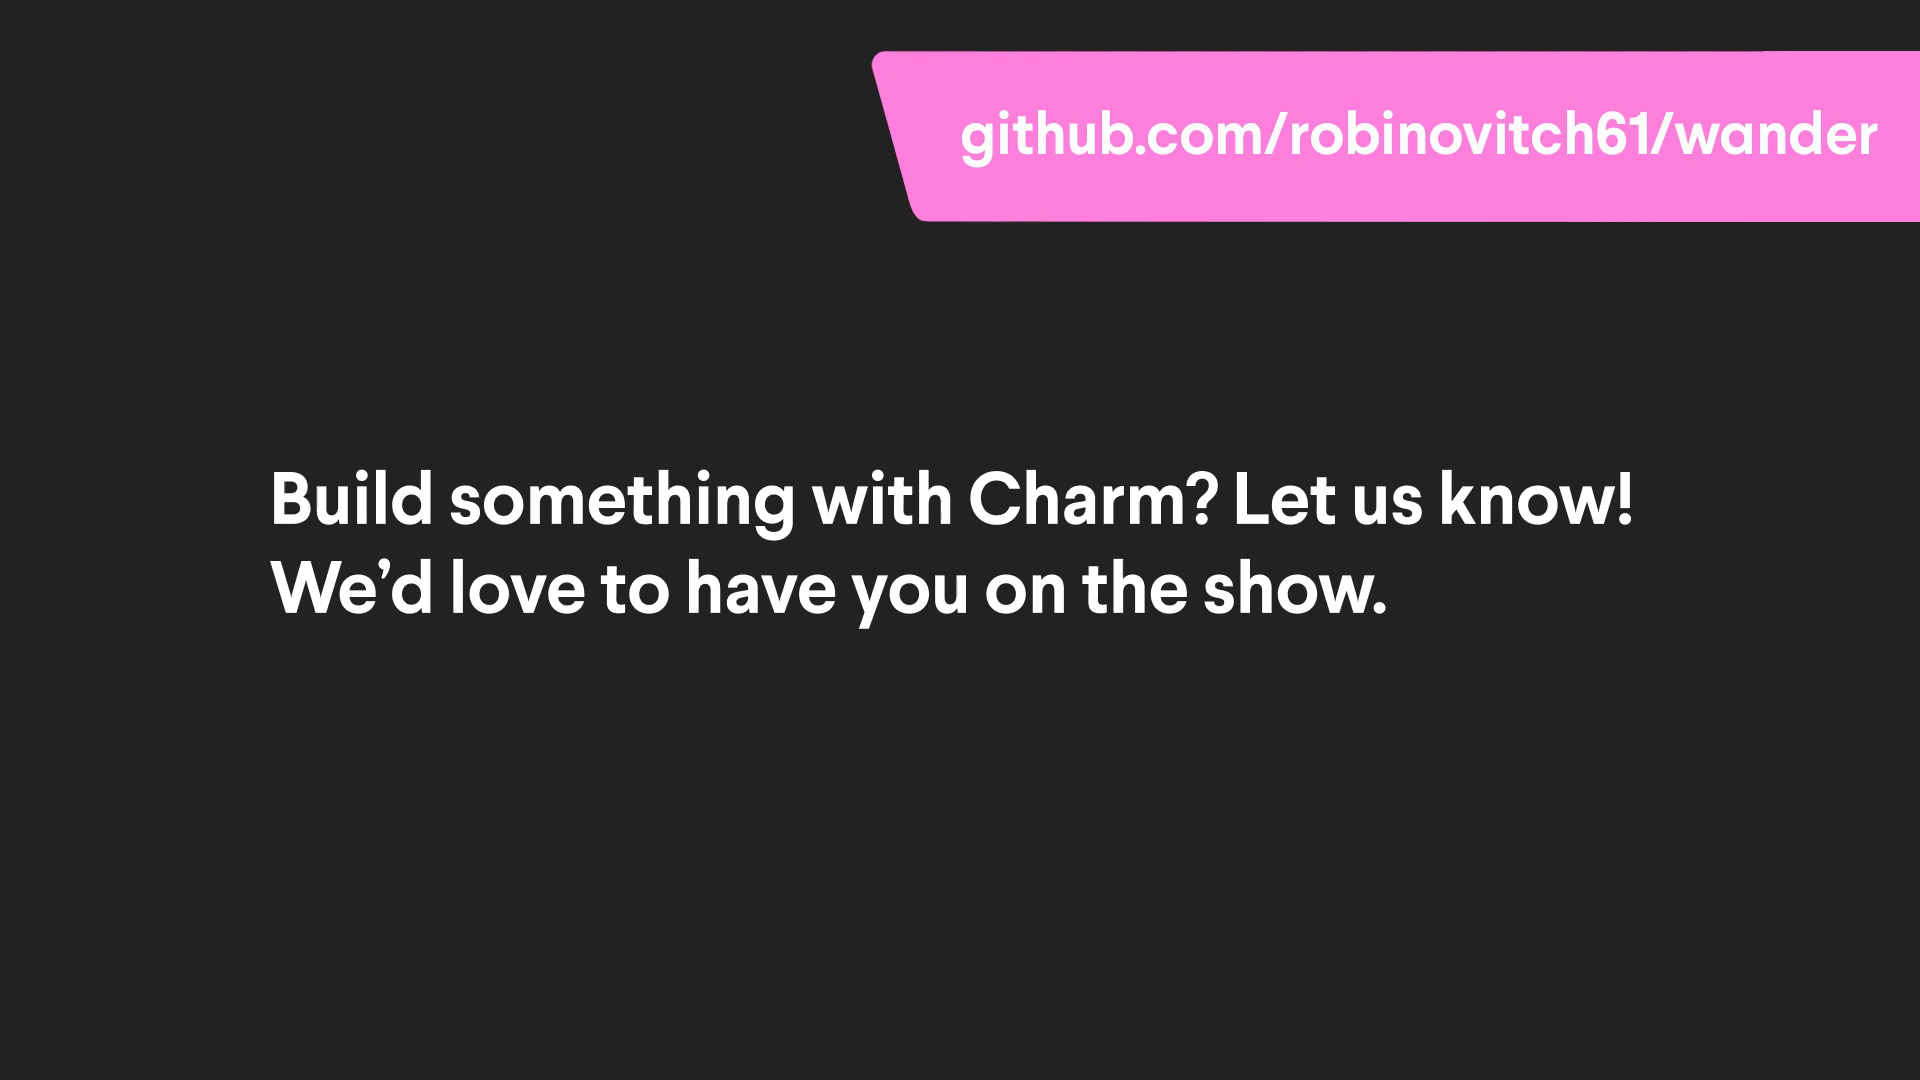 github.com/robinovitch61/wander
Build something with Charm? Let us know!
We’d love to have you on the show.